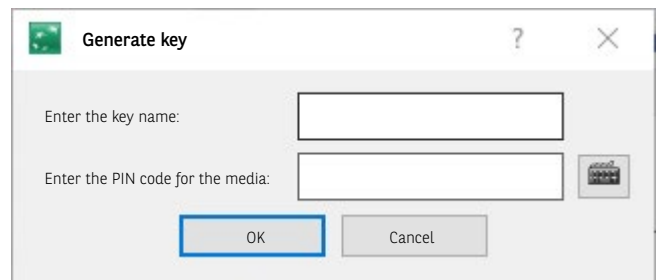 Generate key
?
Enter the key name:
Enter the PIN code for the media:
OK
Cancel